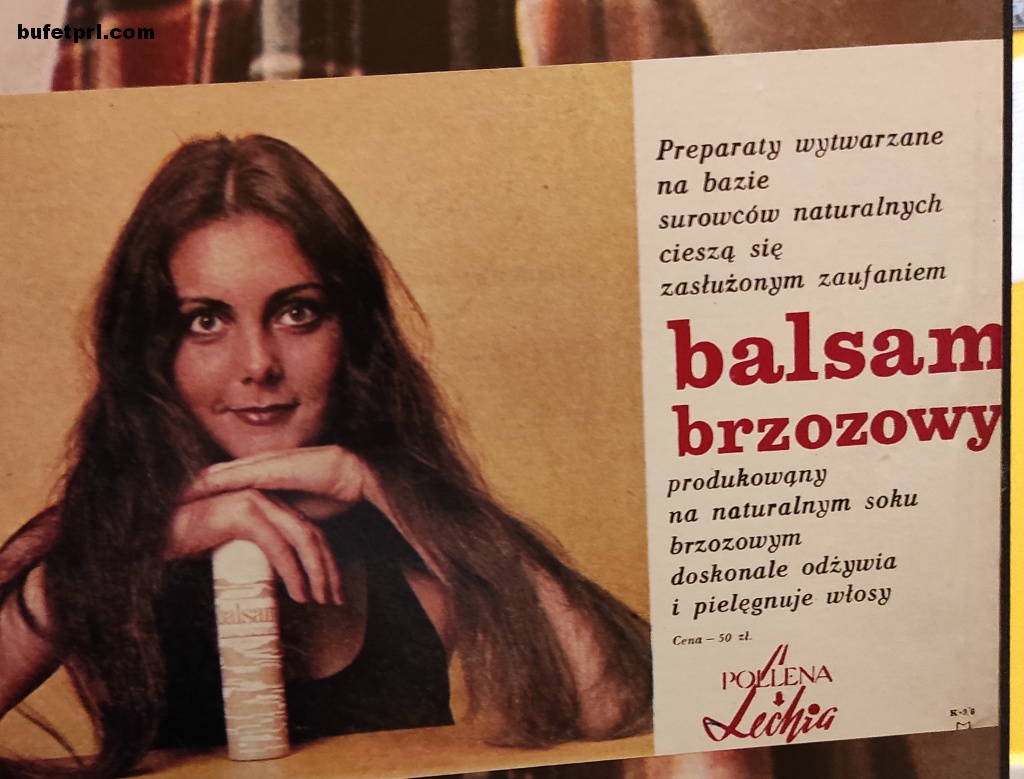 bufetprl.com
Preparaty wytwarzane
na bazie
surowców naturalnych
cieszą się
zasłużonym zaufaniem
balsam
brzozowy
produkowąny
na naturalnym soku
brzozowym
doskonale odżywia
i pielęgnuje włosy
Cena – 50 zł.
POLLENA
Lechia
balsam